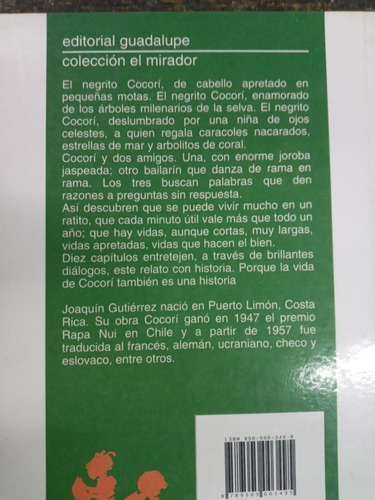 editorial guadalupe
colección el mirador
El negrito Cocorí, de cabello apretado en
pequeñas motas. El negrito Cocorí, enamorado de
los árboles milenarios de la selva. El negrito
Cocorí, deslumbrado por una niña de ojos
celestes, a quien regala caracoles nacarados,
estrellas de mar y arbolitos de coral.
Cocorí y dos amigos. Una, con enorme joroba
jaspeada; otro bailarín que danza de rama en
rama. Los tres buscan palabras que den
razones a preguntas sin respuesta.
Así descubren que se puede vivir mucho en un
ratito, que cada minuto útil vale más que todo un
año; que hay vidas, aunque cortas, muy largas,
vidas apretadas, vidas que hacen el bien.
Diez capítulos entretejen, a través de brillantes
diálogos, este relato con historia. Porque la vida
de Cocorí también es una historia
Joaquín Gutiérrez nació en Puerto Limón, Costa
Rica. Su obra Cocorí ganó en 1947 el premio
Rapa Nui en Chile y a partir de 1957 fue
traducida al francés, alemán, ucraniano, checo y
eslovaco, entre otros.
ISBN 950-500-349-8
9789505003495